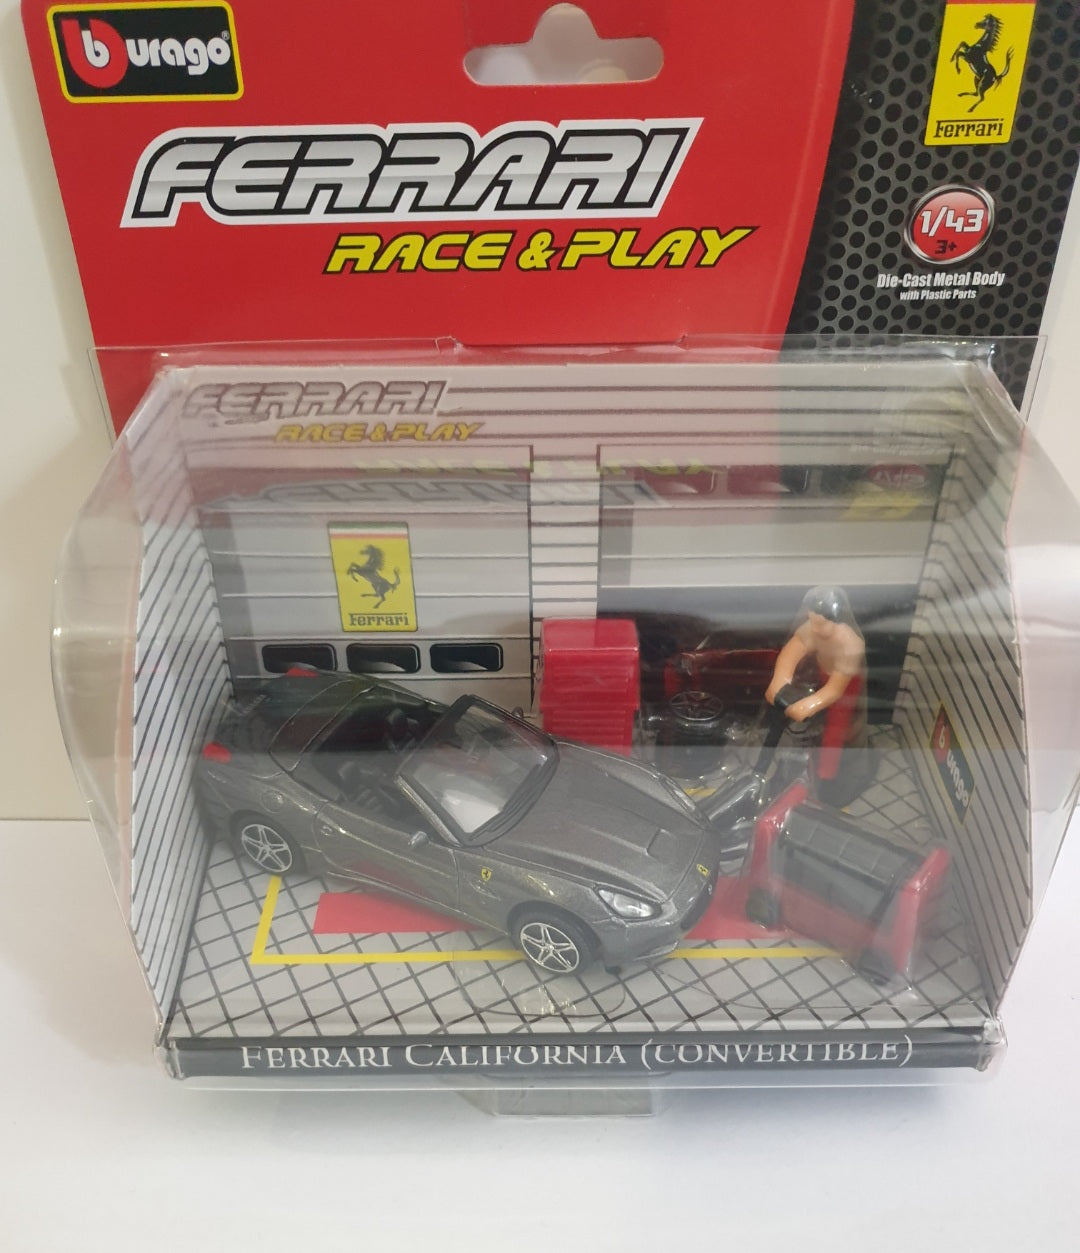 burago®
Ferrari
FERRARI
RACE & PLAY
1/43
3+
Die-Cast Metal Body
with Plastic Parts
FERRARI
RACE & PLAY
Ferrari
burago
FERRARI CALIFORNIA (CONVERTIBLE)